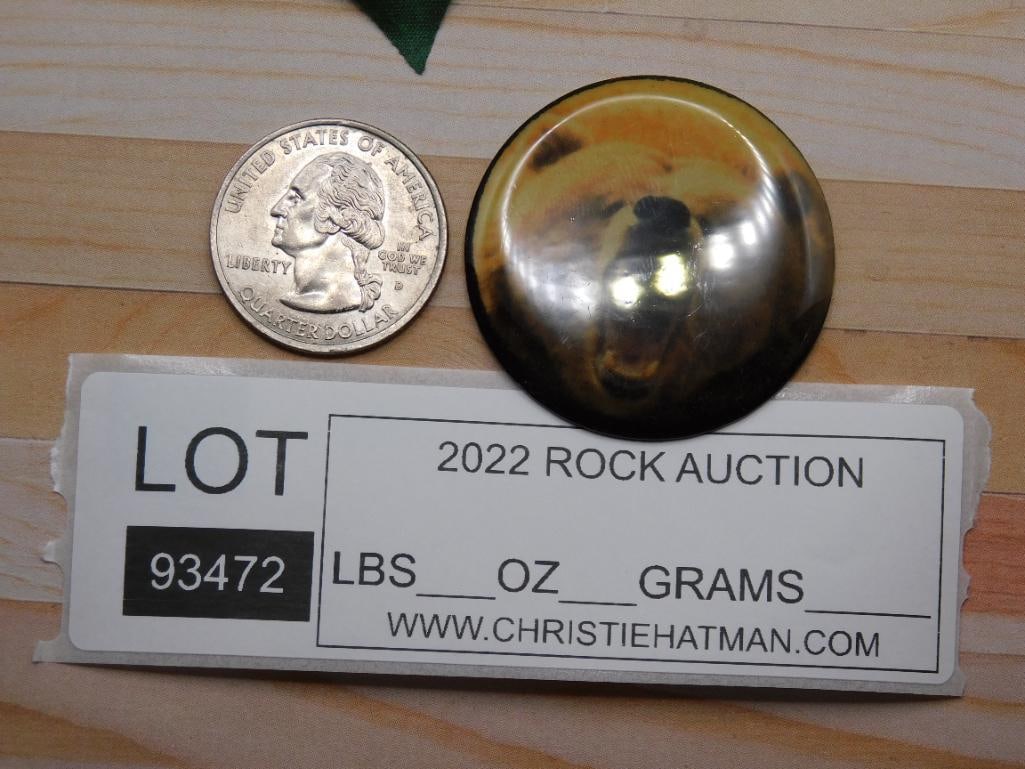 UNITED STATES OF AMERICA
LIBERTY
IN
GOD WE
TRUST
D
QUARTER DOLLAR
LOT
93472
2022 ROCK AUCTION
LBS___OZ___GRAMS_____
WWW.CHRISTIEHATMAN.COM